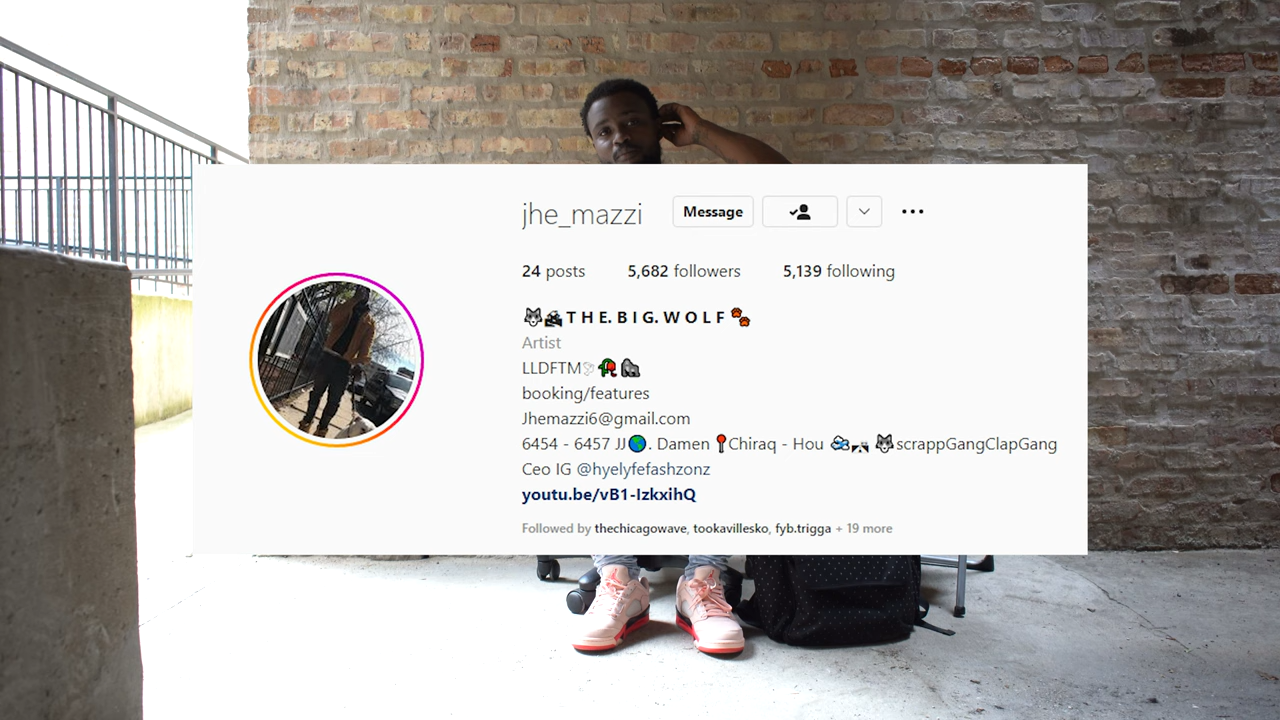 jhe_mazzi Message
24 posts 5,682 followers 5,139 following
🐺🏔 T H E. B I G. W O L F 🐾
Artist
LLDFTM🕊🥀🦍
booking/features
Jhemazzi6@gmail.com
6454 - 6457 JJ🌎. Damen 📍Chiraq - Hou 🐺scrappGangClapGang
Ceo IG @hyelyfefashzonz
youtu.be/vB1-IzkxihQ
Followed by thechicagowave, tookavillesko, fyb.trigga + 19 more